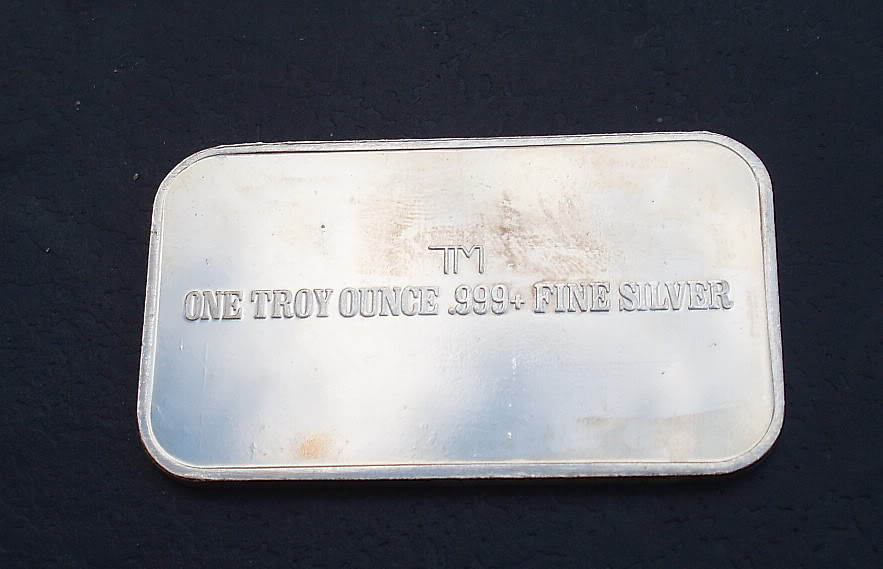 TM
ONE TROY OUNCE .999+ FINE SILVER